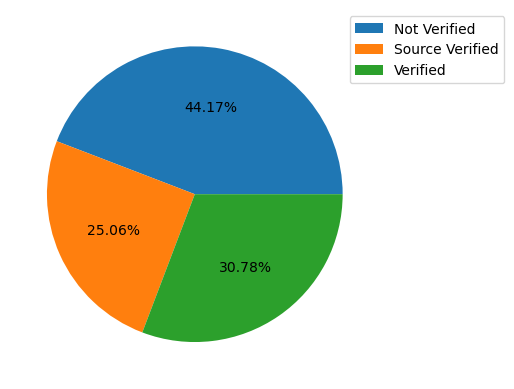 Not Verified
Source Verified
Verified
44.17%
25.06%
30.78%